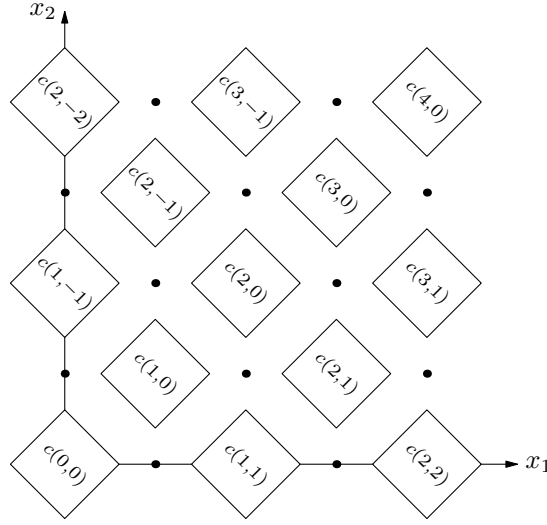 x₂
c(2,−2)
c(3,−1)
c(4,0)
c(2,−1)
c(3,0)
c(1,−1)
c(2,0)
c(3,1)
c(1,0)
c(2,1)
c(0,0)
c(1,1)
c(2,2)
x₁